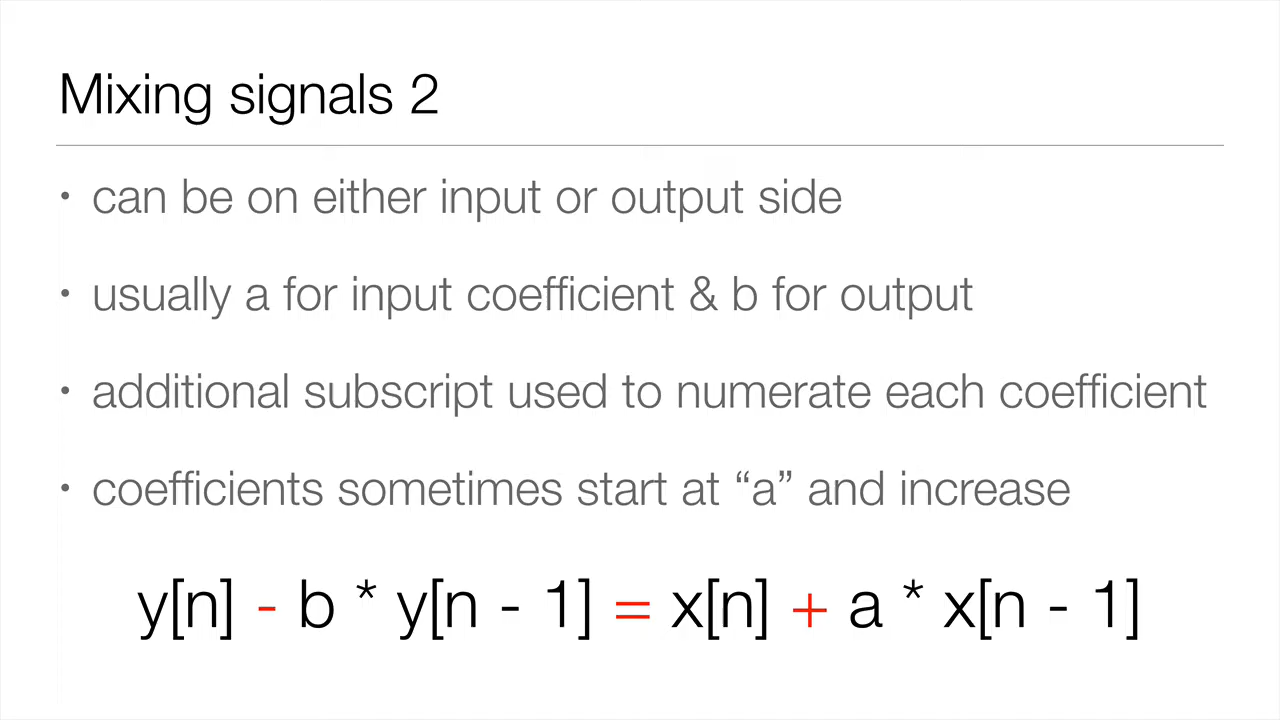 Mixing signals 2
• can be on either input or output side
• usually a for input coefficient & b for output
• additional subscript used to numerate each coefficient
• coefficients sometimes start at “a” and increase
y[n] - b * y[n - 1] = x[n] + a * x[n - 1]